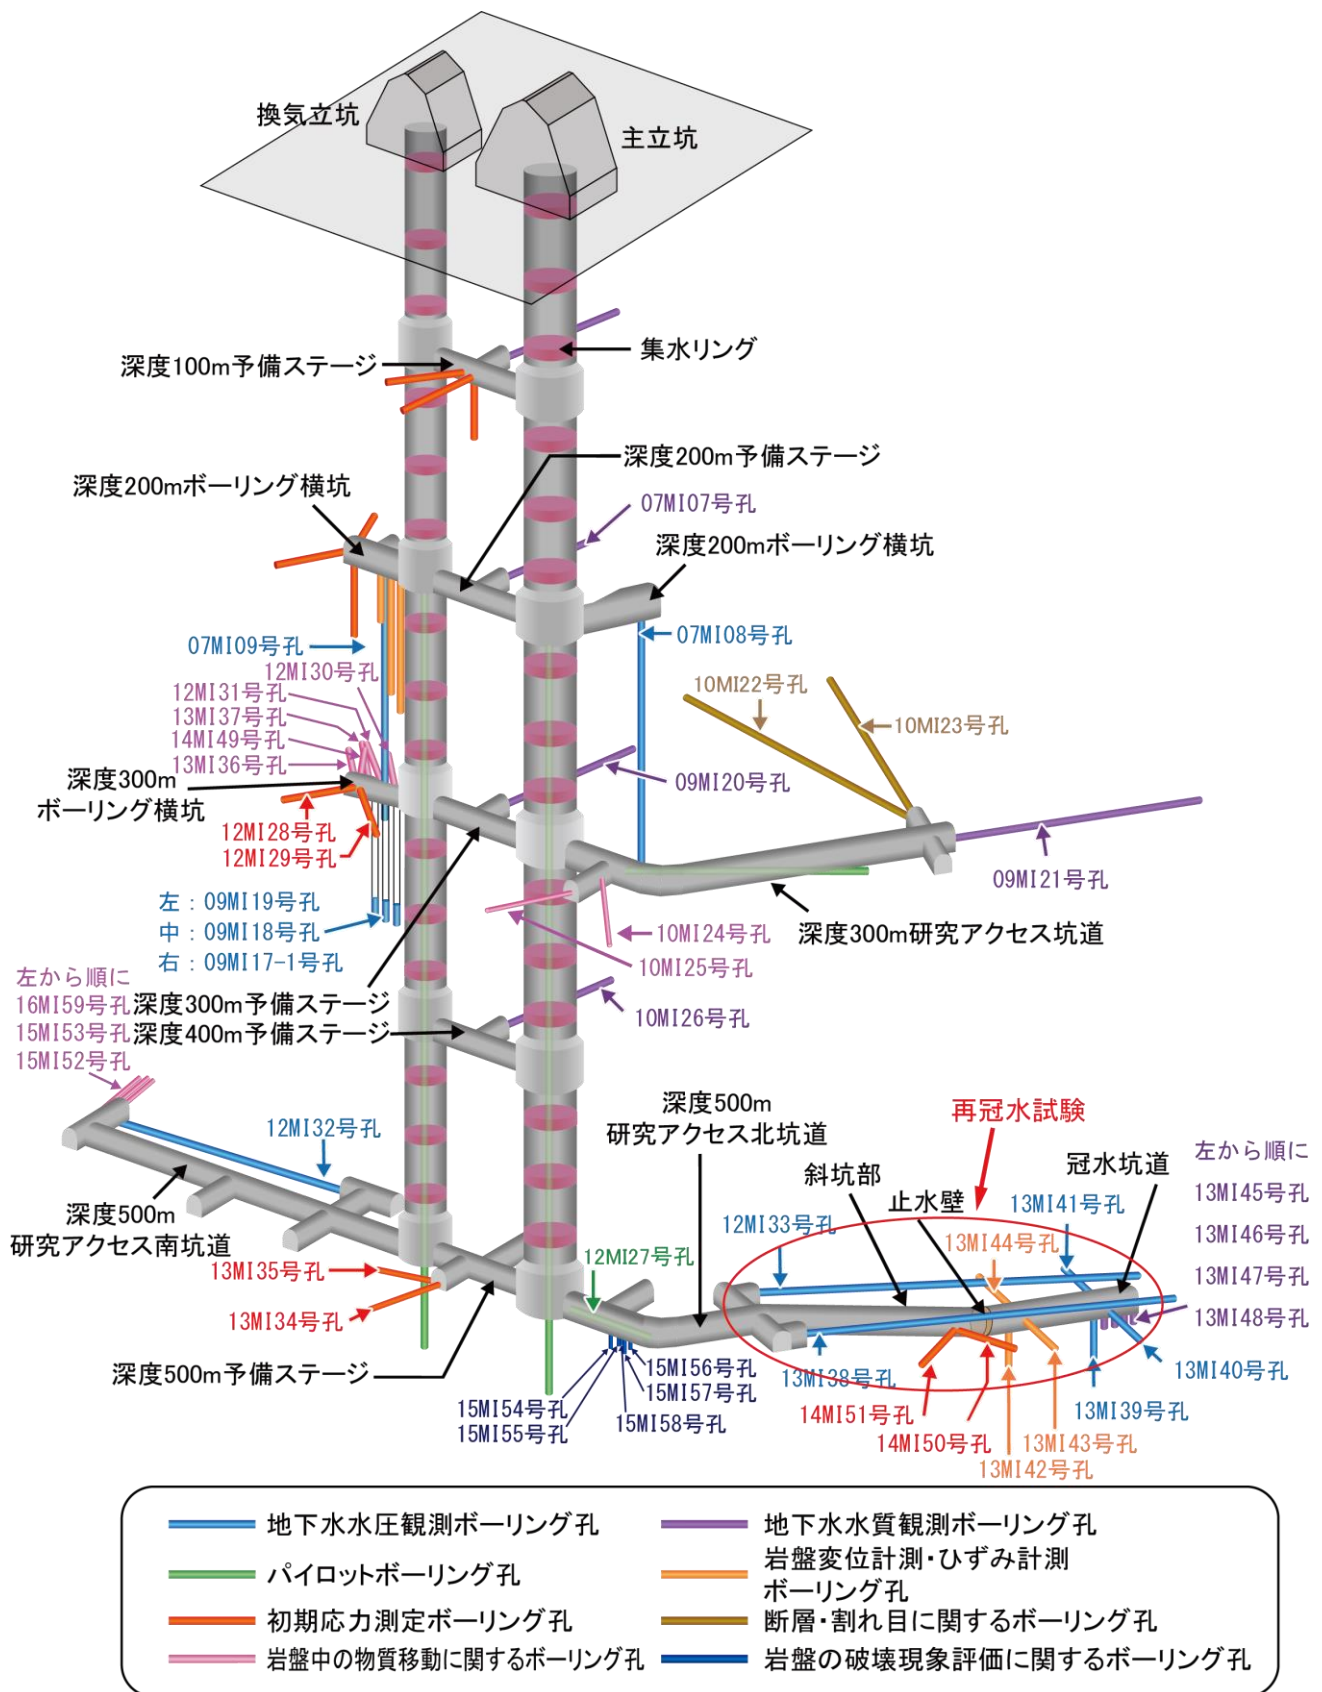 換気立坑
主立坑
集水リング
深度100m予備ステージ
深度200m予備ステージ
深度200mボーリング横坑
07MI07号孔
深度200mボーリング横坑
07MI09号孔
07MI08号孔
12MI30号孔
12MI31号孔
13MI37号孔
14MI49号孔
13MI36号孔
10MI22号孔
10MI23号孔
深度300m
ボーリング横坑
09MI20号孔
12MI28号孔
12MI29号孔
09MI21号孔
左：09MI19号孔
中：09MI18号孔
右：09MI17-1号孔
10MI24号孔
深度300m研究アクセス坑道
10MI25号孔
左から順に
16MI59号孔
15MI53号孔
15MI52号孔
深度300m予備ステージ
深度400m予備ステージ
10MI26号孔
深度500m
研究アクセス北坑道
再冠水試験
12MI32号孔
斜坑部
止水壁
冠水坑道
左から順に
13MI45号孔
13MI46号孔
13MI47号孔
13MI48号孔
深度500m
研究アクセス南坑道
12MI33号孔
13MI41号孔
13MI44号孔
13MI35号孔
13MI34号孔
12MI27号孔
深度500m予備ステージ
15MI56号孔
15MI57号孔
15MI54号孔
15MI55号孔
15MI58号孔
13MI38号孔
13MI40号孔
14MI51号孔
13MI39号孔
14MI50号孔
13MI43号孔
13MI42号孔
地下水水圧観測ボーリング孔
地下水水質観測ボーリング孔
パイロットボーリング孔
岩盤変位計測・ひずみ計測
ボーリング孔
初期応力測定ボーリング孔
断層・割れ目に関するボーリング孔
岩盤中の物質移動に関するボーリング孔
岩盤の破壊現象評価に関するボーリング孔